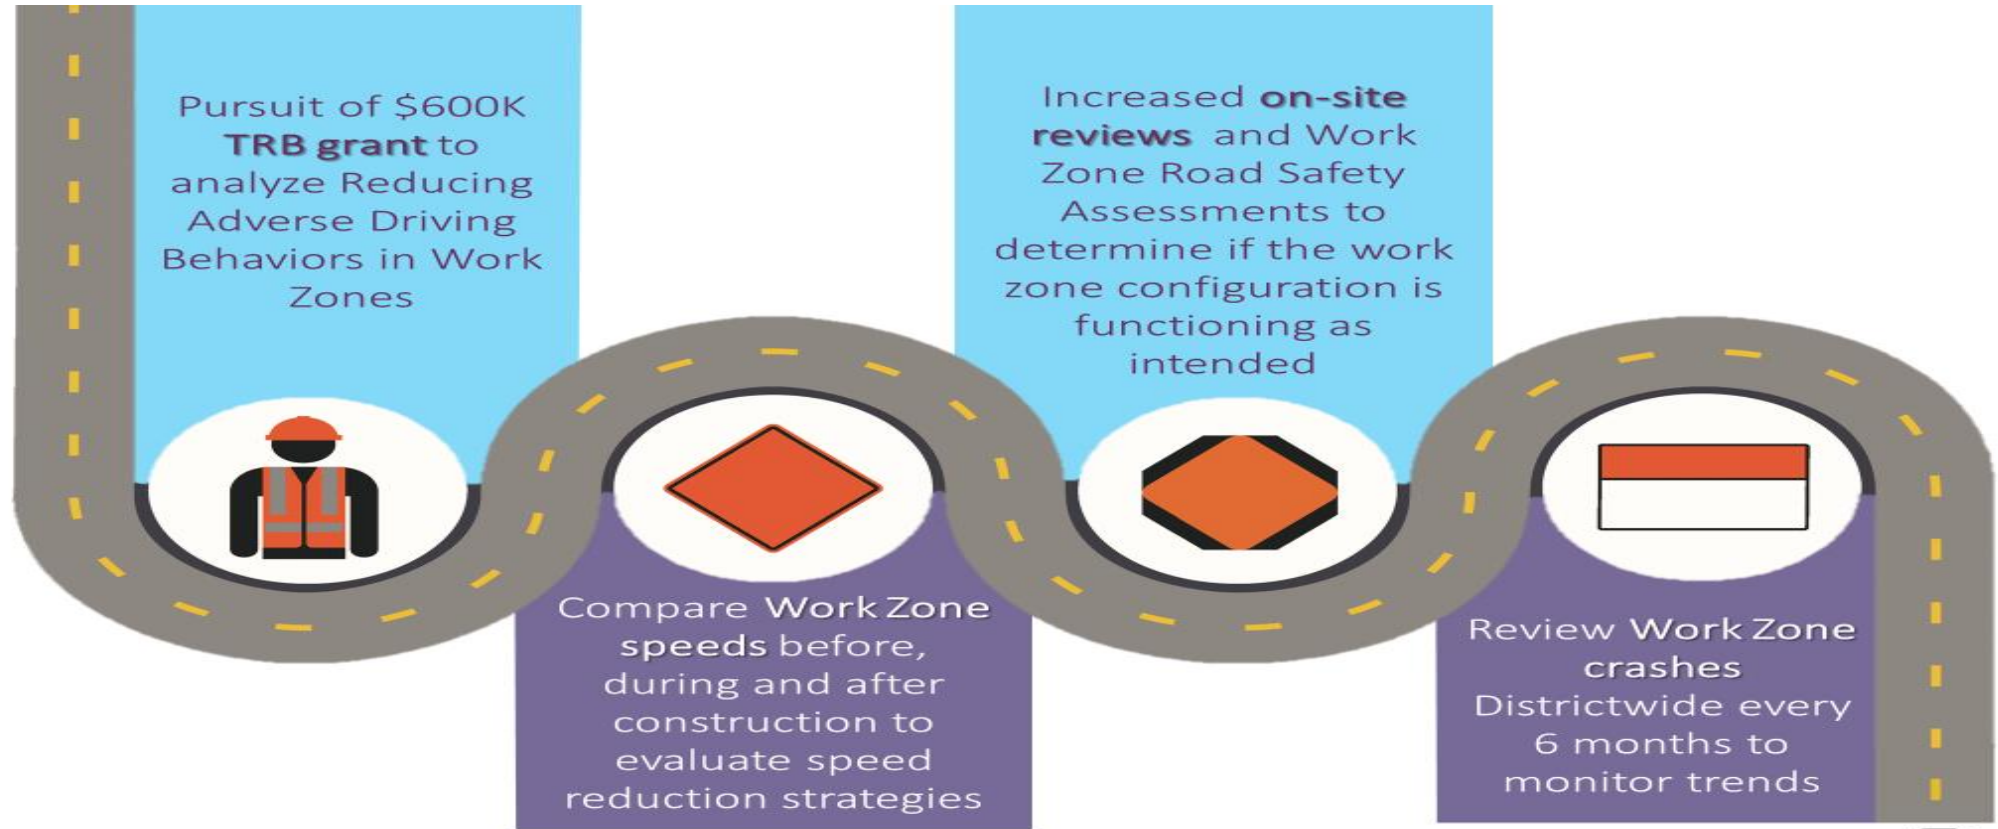 Pursuit of $600K
TRB grant to
analyze Reducing
Adverse Driving
Behaviors in Work
Zones
Compare Work Zone
speeds before,
during and after
construction to
evaluate speed
reduction strategies
Increased on-site
reviews and Work
Zone Road Safety
Assessments to
determine if the work
zone configuration is
functioning as
intended
Review Work Zone
crashes
Districtwide every
6 months to
monitor trends